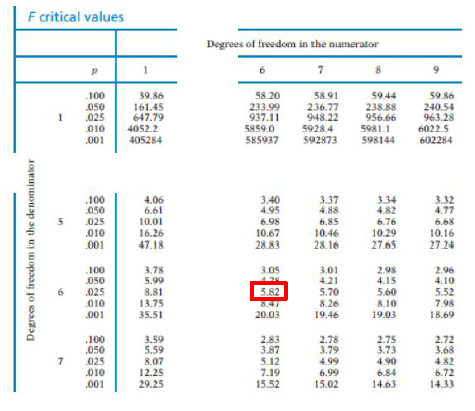 F critical values
Degrees of freedom in the numerator
p 1 6 7 8 9
Degrees of freedom in the denominator
.100 39.86 58.20 58.91 59.44 59.86
.050 161.45 233.99 236.77 238.88 240.54
1 .025 647.79 937.11 948.22 956.66 963.28
.010 4052.2 5859.0 5928.4 5981.1 6022.5
.001 405284 585937 592873 598144 602284
.100 4.06 3.40 3.37 3.34 3.32
.050 6.61 4.95 4.88 4.82 4.77
5 .025 10.01 6.98 6.85 6.76 6.68
.010 16.26 10.67 10.46 10.29 10.16
.001 47.18 28.83 28.16 27.65 27.24
.100 3.78 3.05 3.01 2.98 2.96
.050 5.99 4.28 4.21 4.15 4.10
6 .025 8.81 5.82 5.70 5.60 5.52
.010 13.75 8.47 8.26 8.10 7.98
.001 35.51 20.03 19.46 19.03 18.69
.100 3.59 2.83 2.78 2.75 2.72
.050 5.59 3.87 3.79 3.73 3.68
7 .025 8.07 5.12 4.99 4.90 4.82
.010 12.25 7.19 6.99 6.84 6.72
.001 29.25 15.52 15.02 14.63 14.33